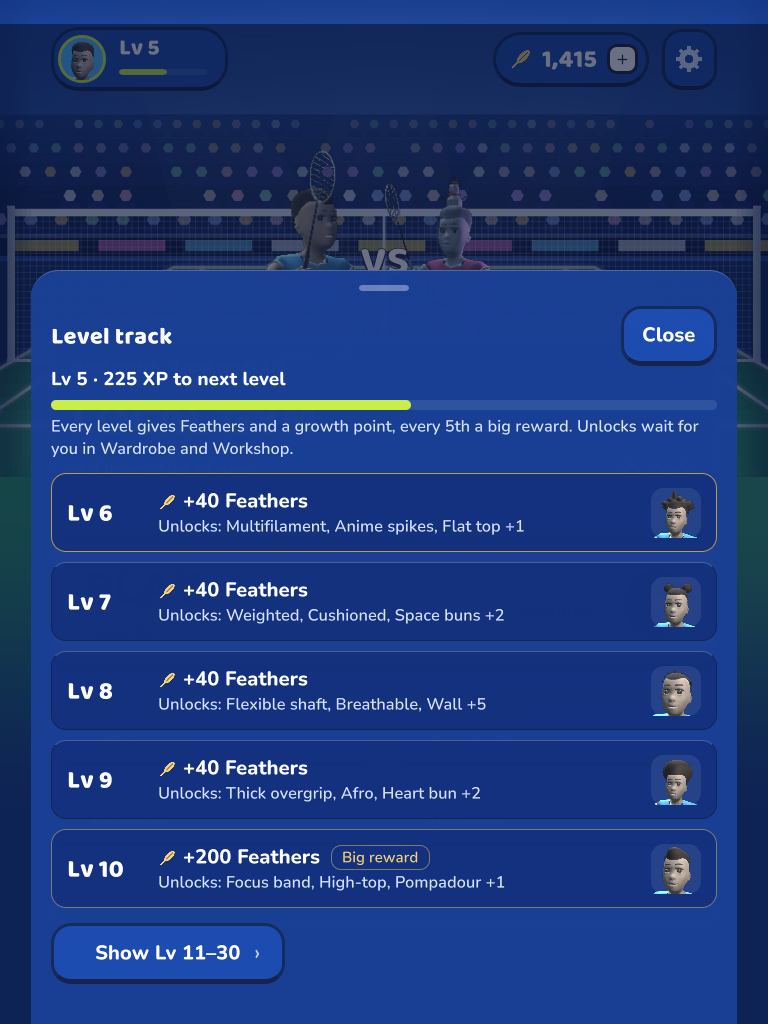 Lv 5
1,415
+
VS
Level track
Close
Lv 5 · 225 XP to next level
Every level gives Feathers and a growth point, every 5th a big reward. Unlocks wait for
you in Wardrobe and Workshop.
Lv 6
+40 Feathers
Unlocks: Multifilament, Anime spikes, Flat top +1
Lv 7
+40 Feathers
Unlocks: Weighted, Cushioned, Space buns +2
Lv 8
+40 Feathers
Unlocks: Flexible shaft, Breathable, Wall +5
Lv 9
+40 Feathers
Unlocks: Thick overgrip, Afro, Heart bun +2
Lv 10
+200 Feathers Big reward
Unlocks: Focus band, High-top, Pompadour +1
Show Lv 11–30 ›